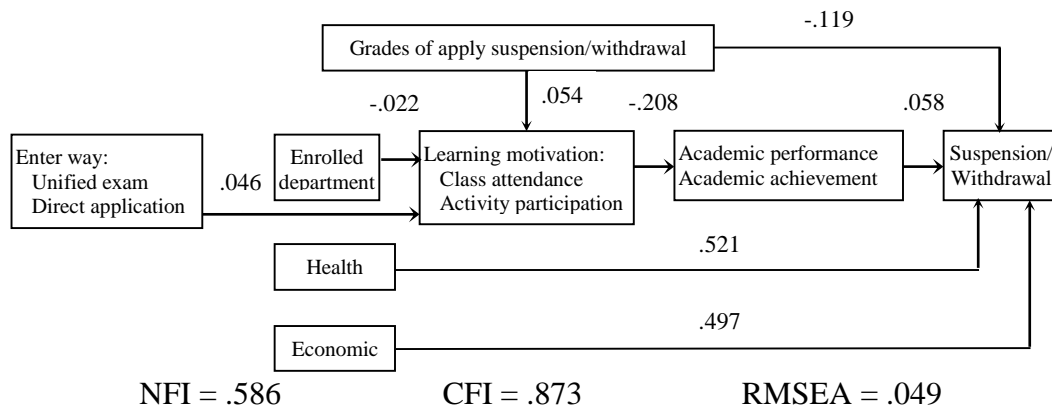 -.119
Grades of apply suspension/withdrawal
-.022
.054
-.208
.058
Enter way:
Unified exam
Direct application
.046
Enrolled
department
Learning motivation:
Class attendance
Activity participation
Academic performance
Academic achievement
Suspension/
Withdrawal
Health
.521
Economic
.497
NFI = .586
CFI = .873
RMSEA = .049